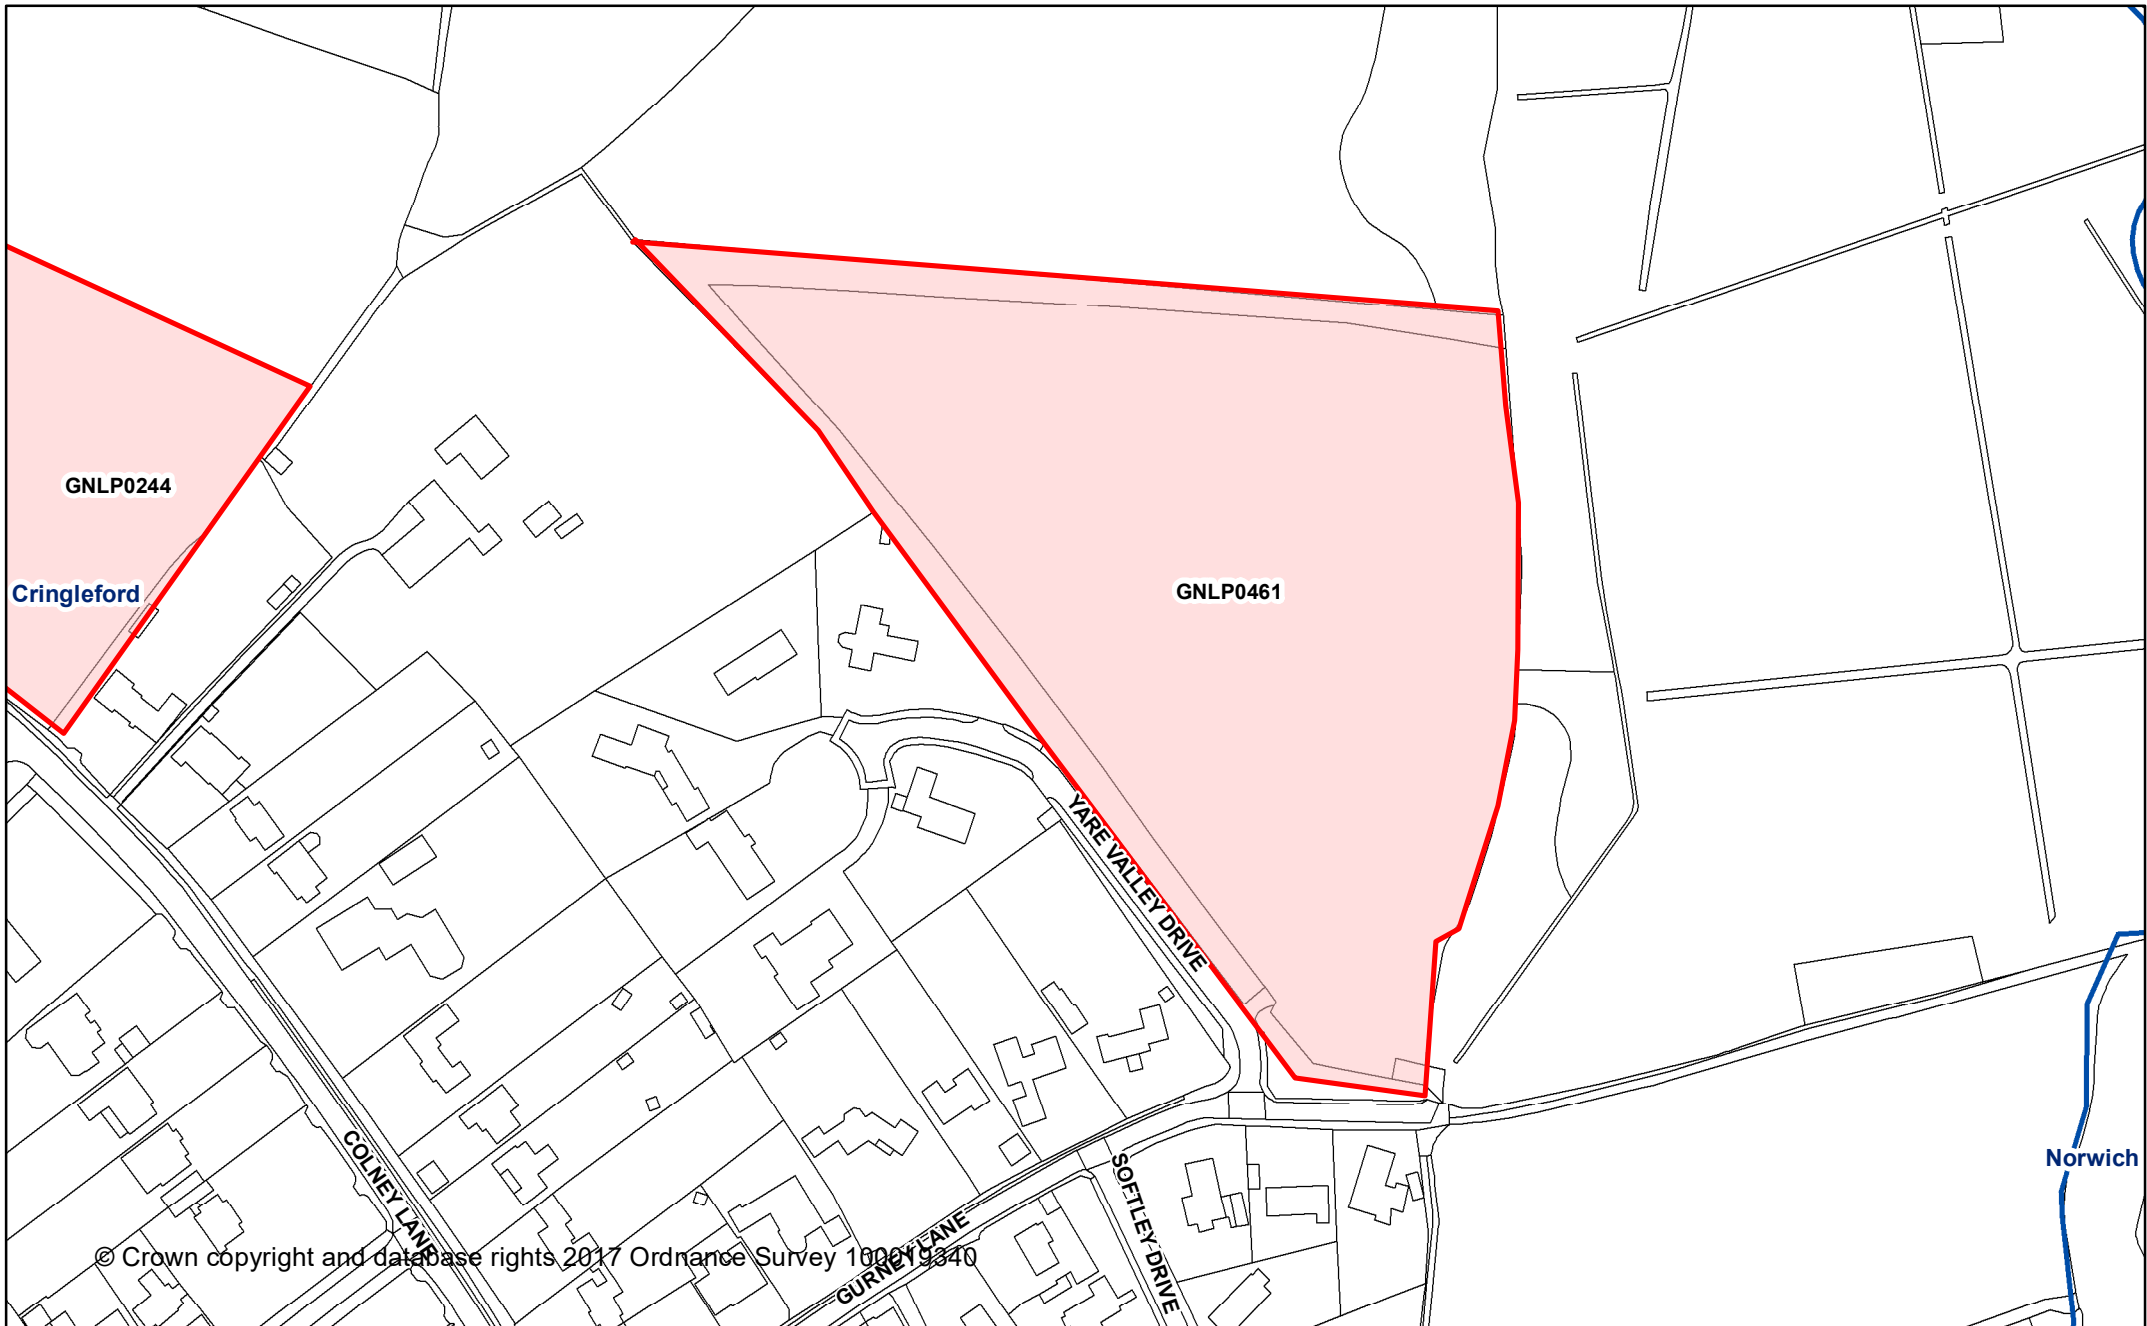 GNLP0244
Cringleford
GNLP0461
YARE VALLEY DRIVE
COLNEY LANE
GURNEY LANE
SOFTLEY DRIVE
Norwich
© Crown copyright and database rights 2017 Ordnance Survey 100019340